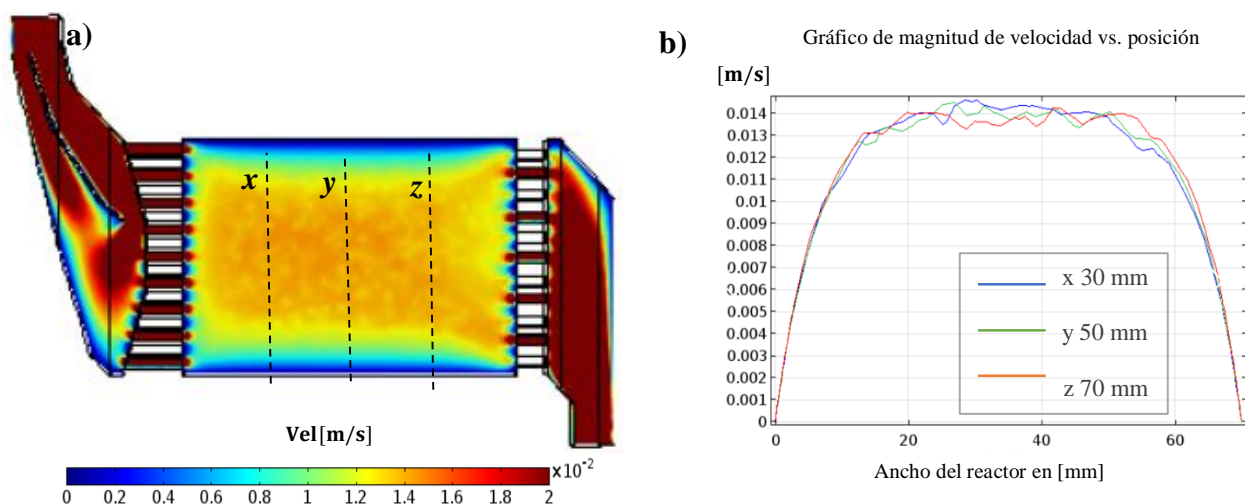 a)
x
y
z
Vel[m/s]
×10⁻²
0 0.2 0.4 0.6 0.8 1 1.2 1.4 1.6 1.8 2
b)
Gráfico de magnitud de velocidad vs. posición
[m/s]
0.014
0.013
0.012
0.011
0.01
0.009
0.008
0.007
0.006
0.005
0.004
0.003
0.002
0.001
0
x 30 mm
y 50 mm
z 70 mm
0 20 40 60
Ancho del reactor en [mm]